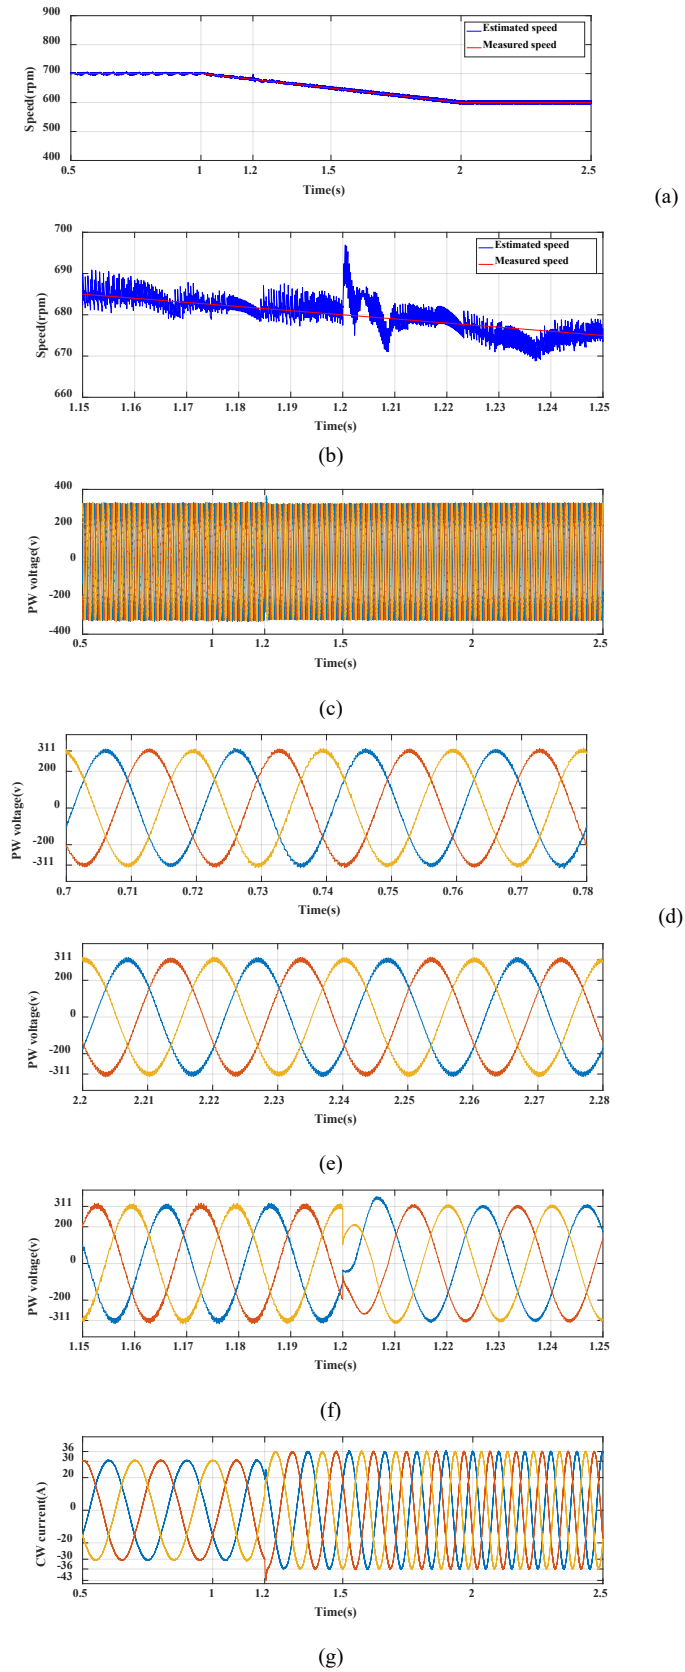 900
800
700
600
500
400
Speed(rpm)
Estimated speed
Measured speed
0.5 1 1.2 1.5 2 2.5
Time(s)
(a)
700
690
680
670
660
Speed(rpm)
Estimated speed
Measured speed
1.15 1.16 1.17 1.18 1.19 1.2 1.21 1.22 1.23 1.24 1.25
Time(s)
(b)
400
200
0
-200
-400
PW voltage(v)
0.5 1 1.2 1.5 2 2.5
Time(s)
(c)
311
200
0
-200
-311
PW voltage(v)
0.7 0.71 0.72 0.73 0.74 0.75 0.76 0.77 0.78
Time(s)
(d)
311
200
0
-200
-311
PW voltage(v)
2.2 2.21 2.22 2.23 2.24 2.25 2.26 2.27 2.28
Time(s)
(e)
311
200
0
-200
-311
PW voltage(v)
1.15 1.16 1.17 1.18 1.19 1.2 1.21 1.22 1.23 1.24 1.25
Time(s)
(f)
36
30
20
0
-20
-30
-36
-43
CW current(A)
0.5 1 1.2 1.5 2 2.5
Time(s)
(g)